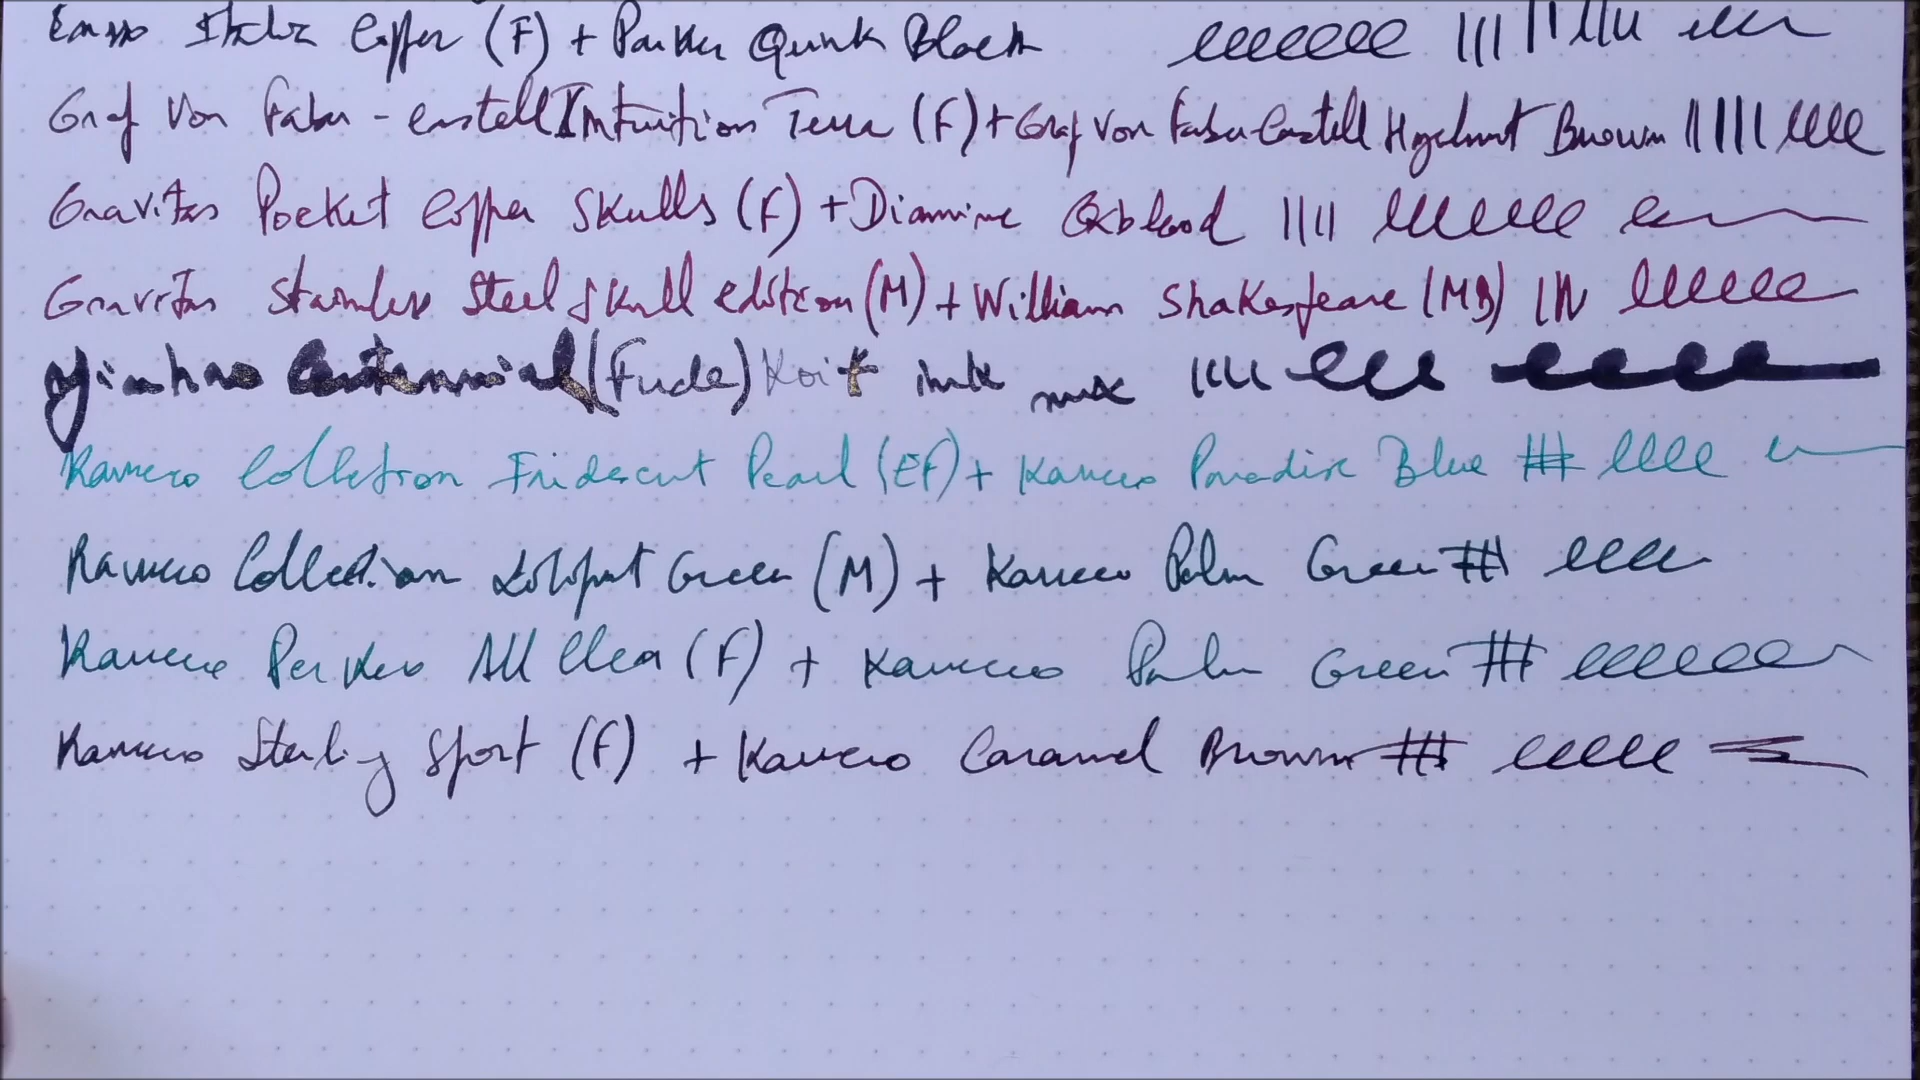 Ensso Italia Copper (F) + Parker Quink Black
Graf Von Faber-Castell Intuition Terra (F) + Graf Von Faber-Castell Hazelnut Brown
Gravitas Pocket Copper Skulls (F) + Diamine Oxblood
Gravitas Stainless Steel Skull edition (M) + William Shakespeare (MB)
Jinhao Centennial (Fude) ink mix
Kaweco Collection Iridescent Pearl (EF) + Kaweco Paradise Blue
Kaweco Collection Liliput Green (M) + Kaweco Palm Green
Kaweco Perkeo All Clear (F) + Kaweco Palm Green
Kaweco Sterling Sport (F) + Kaweco Caramel Brown